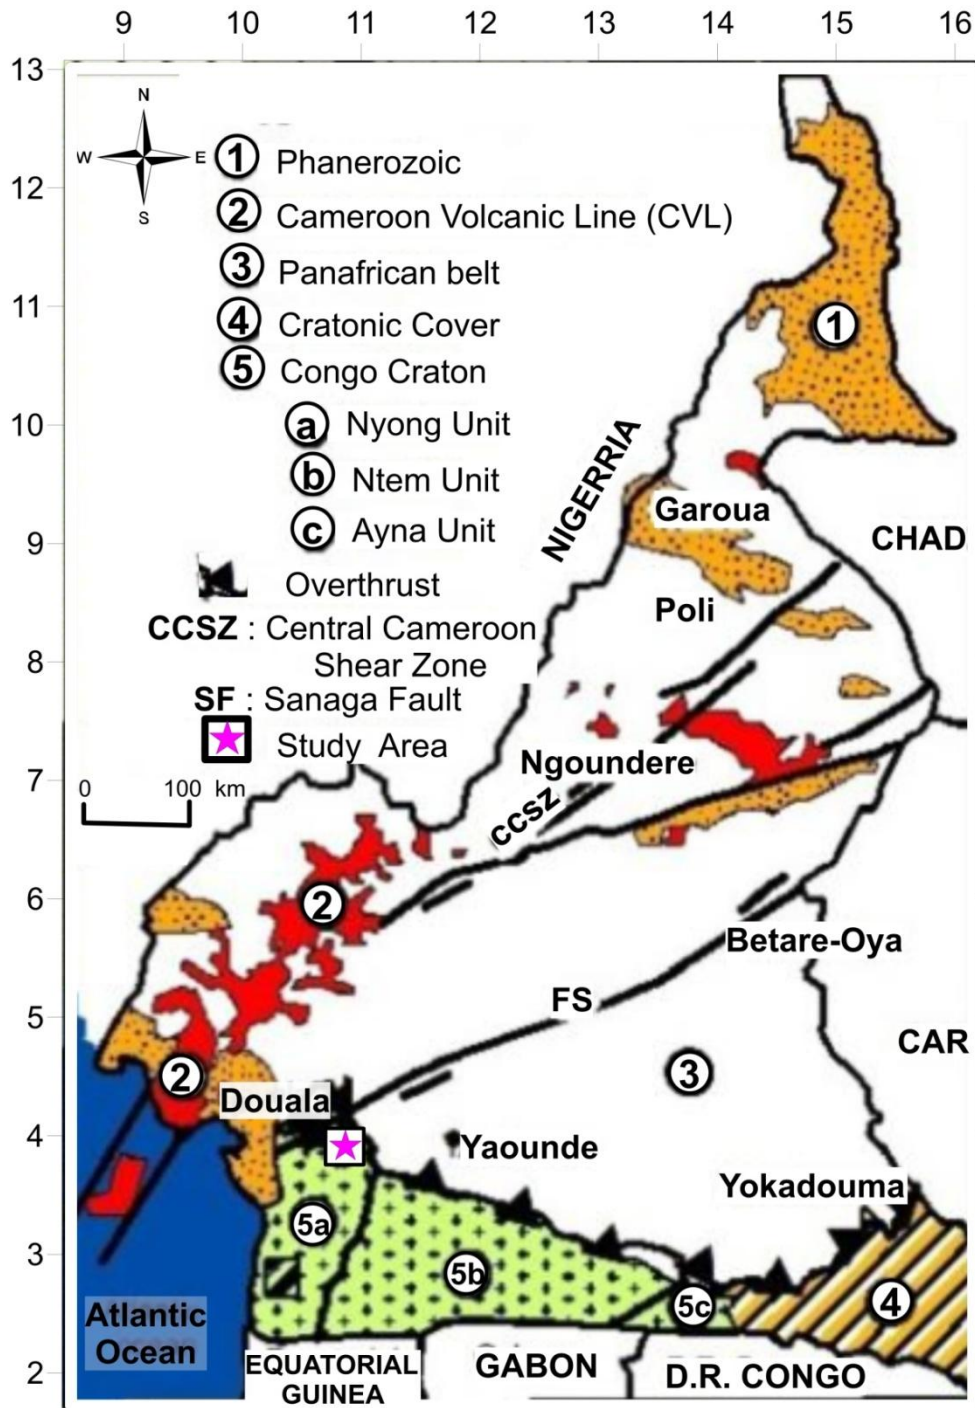 9 10 11 12 13 14 15 16
13
12
11
10
9
8
7
6
5
4
3
2
N
W E
S
1 Phanerozoic
2 Cameroon Volcanic Line (CVL)
3 Panafrican belt
4 Cratonic Cover
5 Congo Craton
a Nyong Unit
b Ntem Unit
c Ayna Unit
Overthrust
CCSZ : Central Cameroon
Shear Zone
SF : Sanaga Fault
Study Area
0 100 km
1
NIGERRIA
Garoua
CHAD
Poli
Ngoundere
CCSZ
2
Betare-Oya
FS
CAR
2
3
Douala
Yaounde
Yokadouma
5a
5b
5c
4
Atlantic
Ocean
EQUATORIAL
GUINEA
GABON
D.R. CONGO